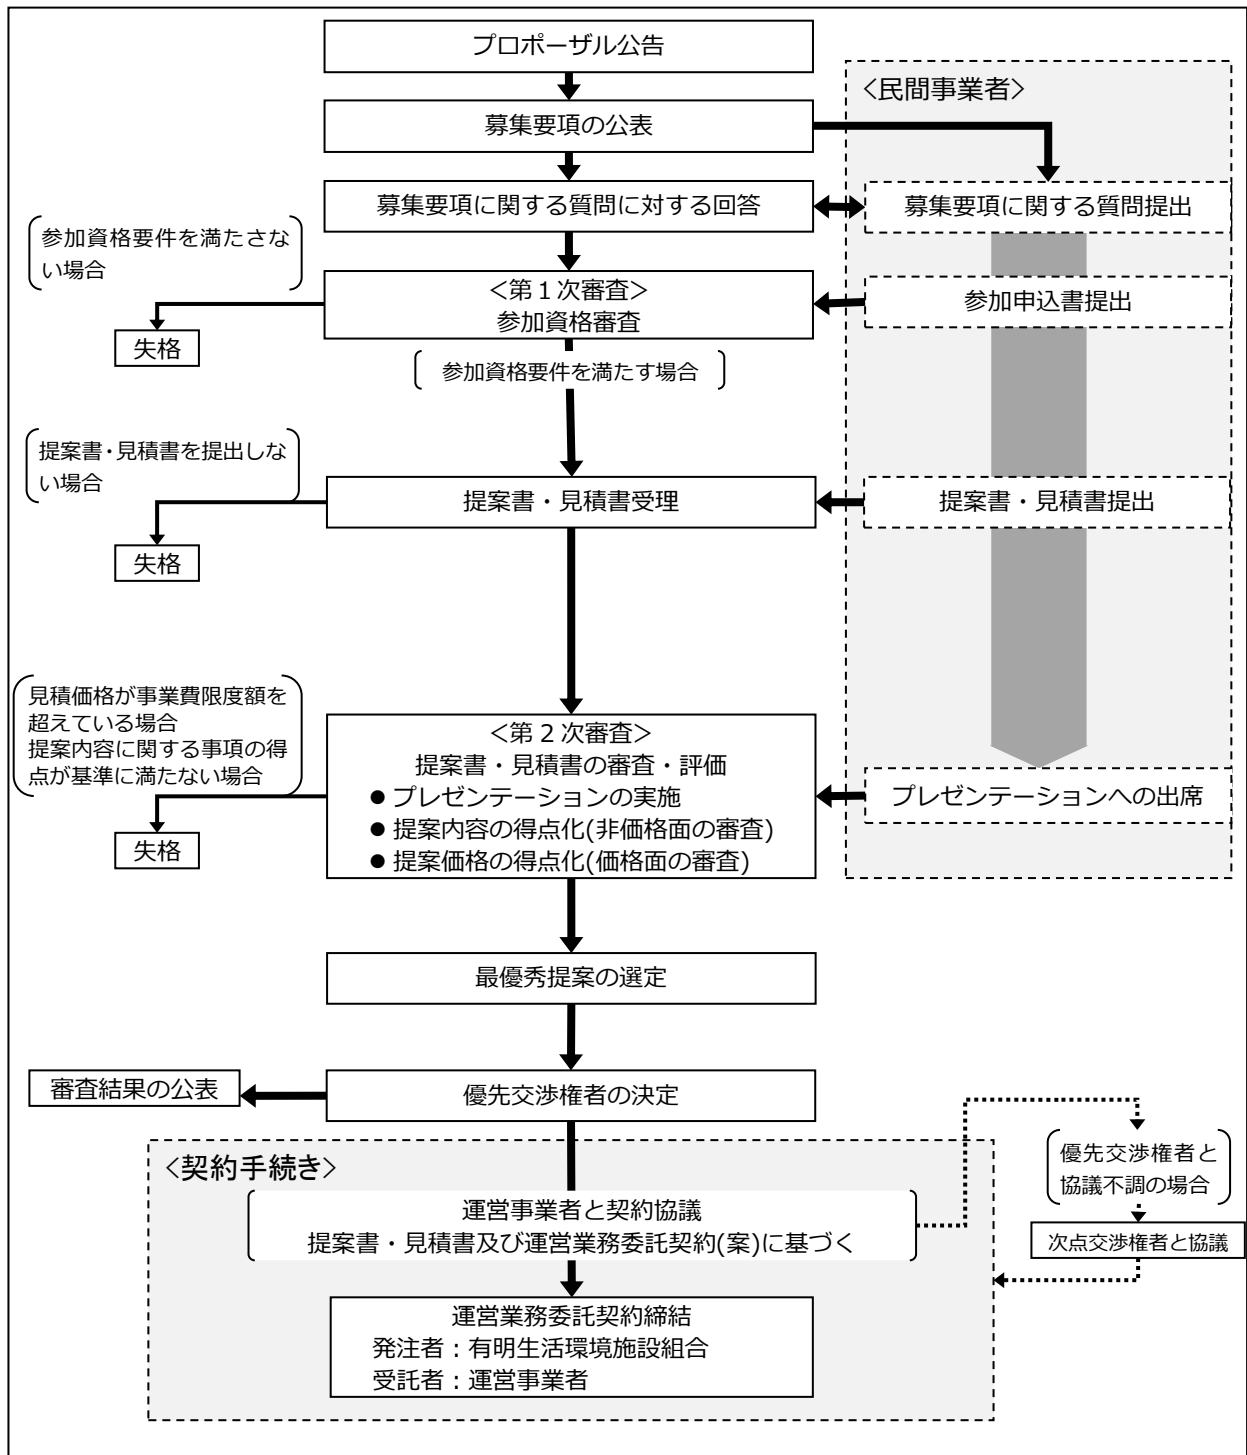 プロポーザル公告
<民間事業者>
募集要項の公表
募集要項に関する質問に対する回答
募集要項に関する質問提出
参加資格要件を満たさな
い場合
<第1次審査>
参加資格審査
参加申込書提出
失格
参加資格要件を満たす場合
提案書・見積書を提出しな
い場合
提案書・見積書受理
提案書・見積書提出
失格
見積価格が事業費限度額を
超えている場合
提案内容に関する事項の得
点が基準に満たない場合
<第2次審査>
提案書・見積書の審査・評価
●プレゼンテーションの実施
●提案内容の得点化(非価格面の審査)
●提案価格の得点化(価格面の審査)
プレゼンテーションへの出席
失格
最優秀提案の選定
審査結果の公表
優先交渉権者の決定
<契約手続き>
優先交渉権者と
協議不調の場合
運営事業者と契約協議
提案書・見積書及び運営業務委託契約(案)に基づく
次点交渉権者と協議
運営業務委託契約締結
発注者：有明生活環境施設組合
受託者：運営事業者